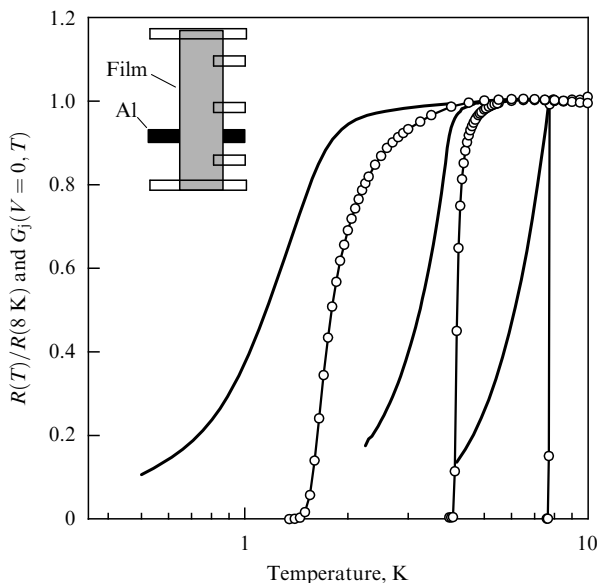 1.2
Film
1.0
Al
0.8
0.6
0.4
0.2
0
R(T)/R(8 K) and G_j(V = 0, T)
1
10
Temperature, K